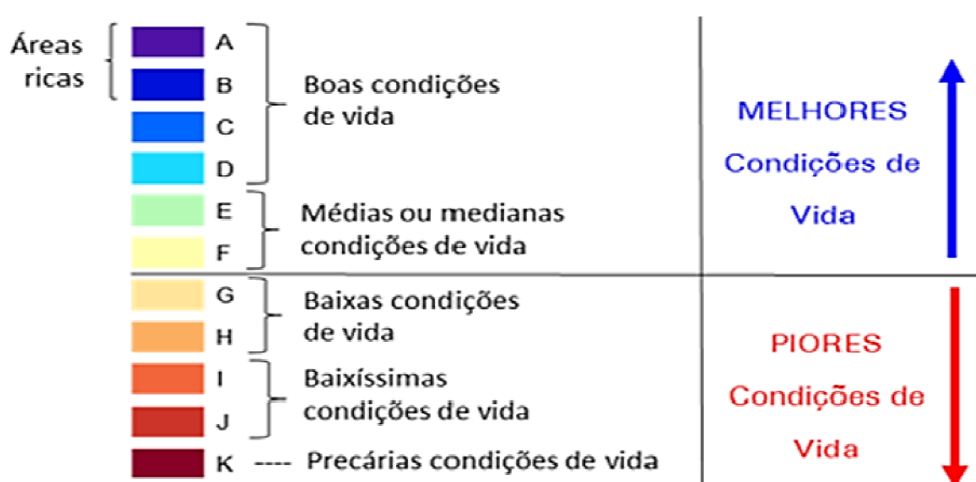 Áreas
ricas
A
B
C
D
Boas condições
de vida
E
F
Médias ou medianas
condições de vida
G
H
Baixas condições
de vida
I
J
Baixíssimas
condições de vida
K ---- Precárias condições de vida
MELHORES
Condições de
Vida
PIORES
Condições de
Vida